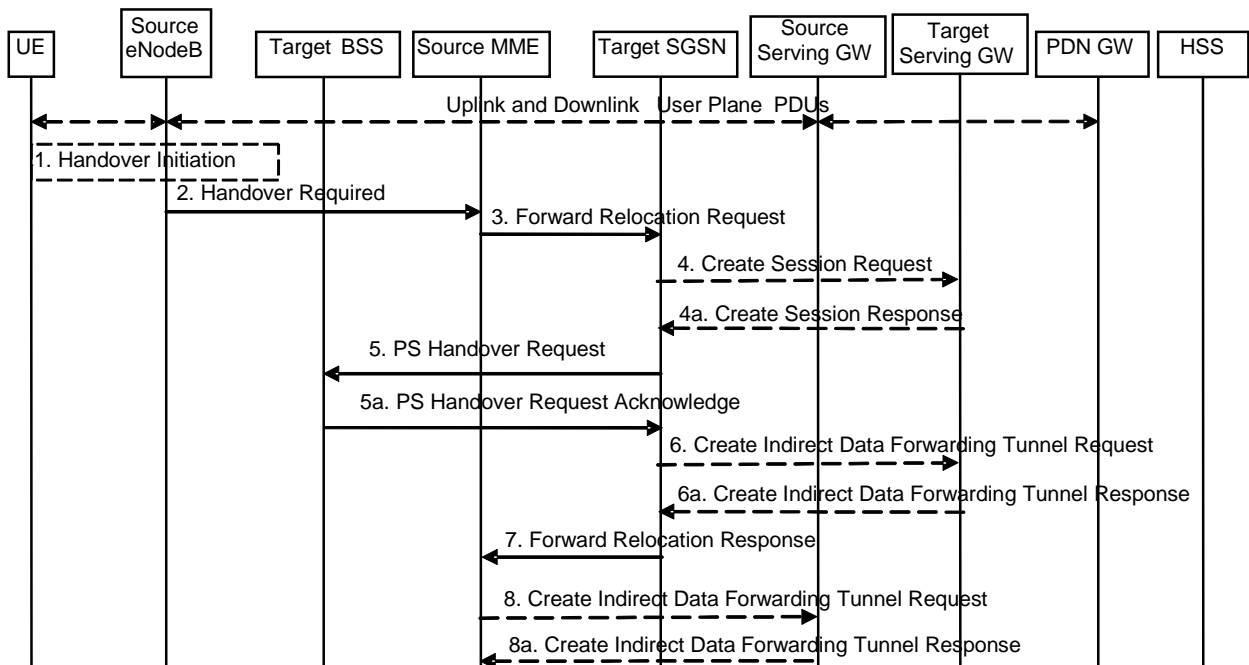 UE
Source
eNodeB
Target BSS
Source MME
Target SGSN
Source
Serving GW
Target
Serving GW
PDN GW
HSS
Uplink and Downlink User Plane PDUs
1. Handover Initiation
2. Handover Required
3. Forward Relocation Request
4. Create Session Request
4a. Create Session Response
5. PS Handover Request
5a. PS Handover Request Acknowledge
6. Create Indirect Data Forwarding Tunnel Request
6a. Create Indirect Data Forwarding Tunnel Response
7. Forward Relocation Response
8. Create Indirect Data Forwarding Tunnel Request
8a. Create Indirect Data Forwarding Tunnel Response